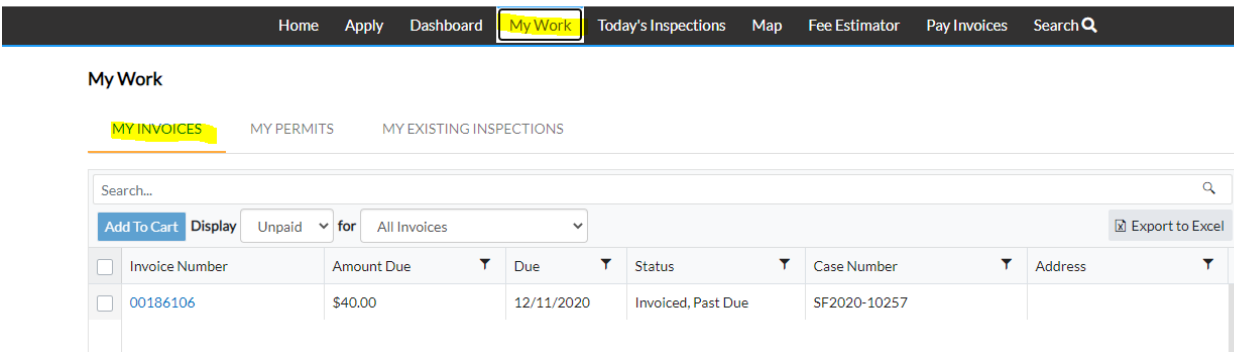 Home Apply Dashboard My Work Today's Inspections Map Fee Estimator Pay Invoices Search
My Work
MY INVOICES MY PERMITS MY EXISTING INSPECTIONS
Search...
Add To Cart Display Unpaid for All Invoices Export to Excel
Invoice Number Amount Due Due Status Case Number Address
00186106 $40.00 12/11/2020 Invoiced, Past Due SF2020-10257